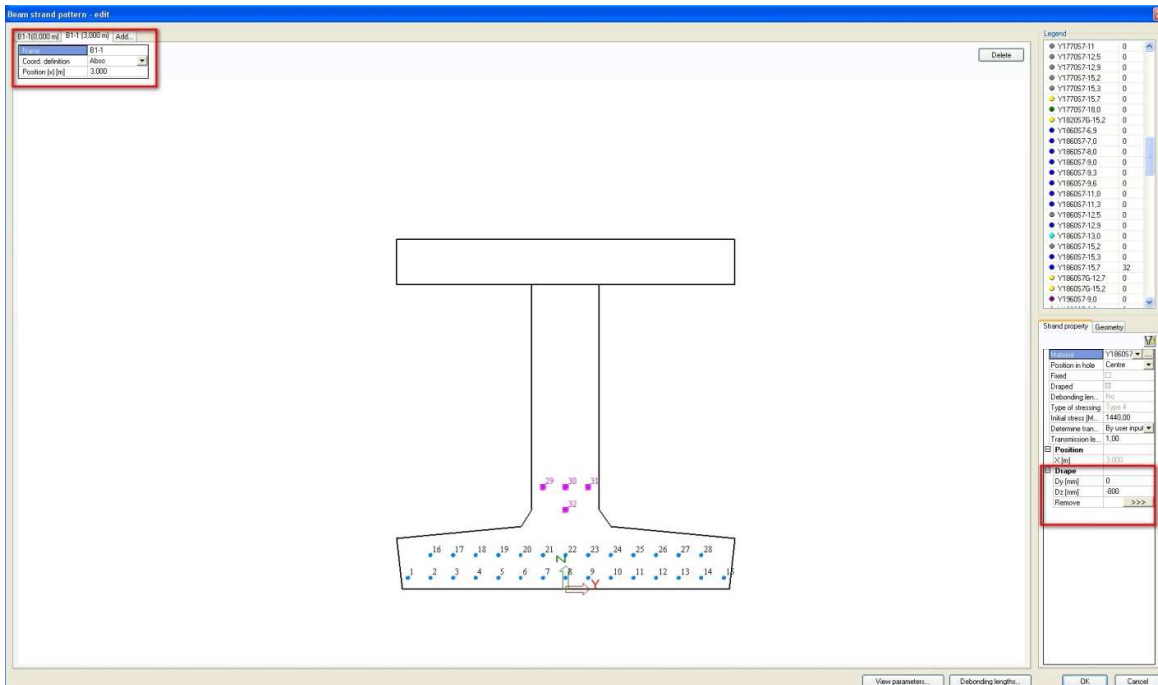 Beam strand pattern - edit
B1-1(0,000 m) B1-1 (3,000 m) Add...
Name B1-1
Coord. definition Abso
Position (x) [m] 3,000
Delete
Legend
Y1770S7-11 0
Y1770S7-12,5 0
Y1770S7-12,9 0
Y1770S7-15,2 0
Y1770S7-15,3 0
Y1770S7-15,7 0
Y1770S7-18,0 0
Y1820S7G-15,2 0
Y1860S7-6,9 0
Y1860S7-7,0 0
Y1860S7-8,0 0
Y1860S7-9,0 0
Y1860S7-9,3 0
Y1860S7-9,6 0
Y1860S7-11,0 0
Y1860S7-11,3 0
Y1860S7-12,5 0
Y1860S7-12,9 0
Y1860S7-13,0 0
Y1860S7-15,2 0
Y1860S7-15,3 0
Y1860S7-15,7 32
Y1860S7G-12,7 0
Y1860S7G-15,2 0
Y1960S7-9,0 0
Strand property Geometry
Material Y1860S7 ...
Position in hole Centre
Fixed
Draped
Debonding len... No
Type of stressing Type 4
Initial stress [M... 1440,00
Determine tran... By user input
Transmission le... 1,00
Position
X [m] 3,000
Drape
Dy [mm] 0
Dz [mm] -800
Remove >>>
29 30 31
32
16 17 18 19 20 21 22 23 24 25 26 27 28
1 2 3 4 5 6 7 8 9 10 11 12 13 14 15
Z
Y
View parameters... Debonding lengths... OK Cancel